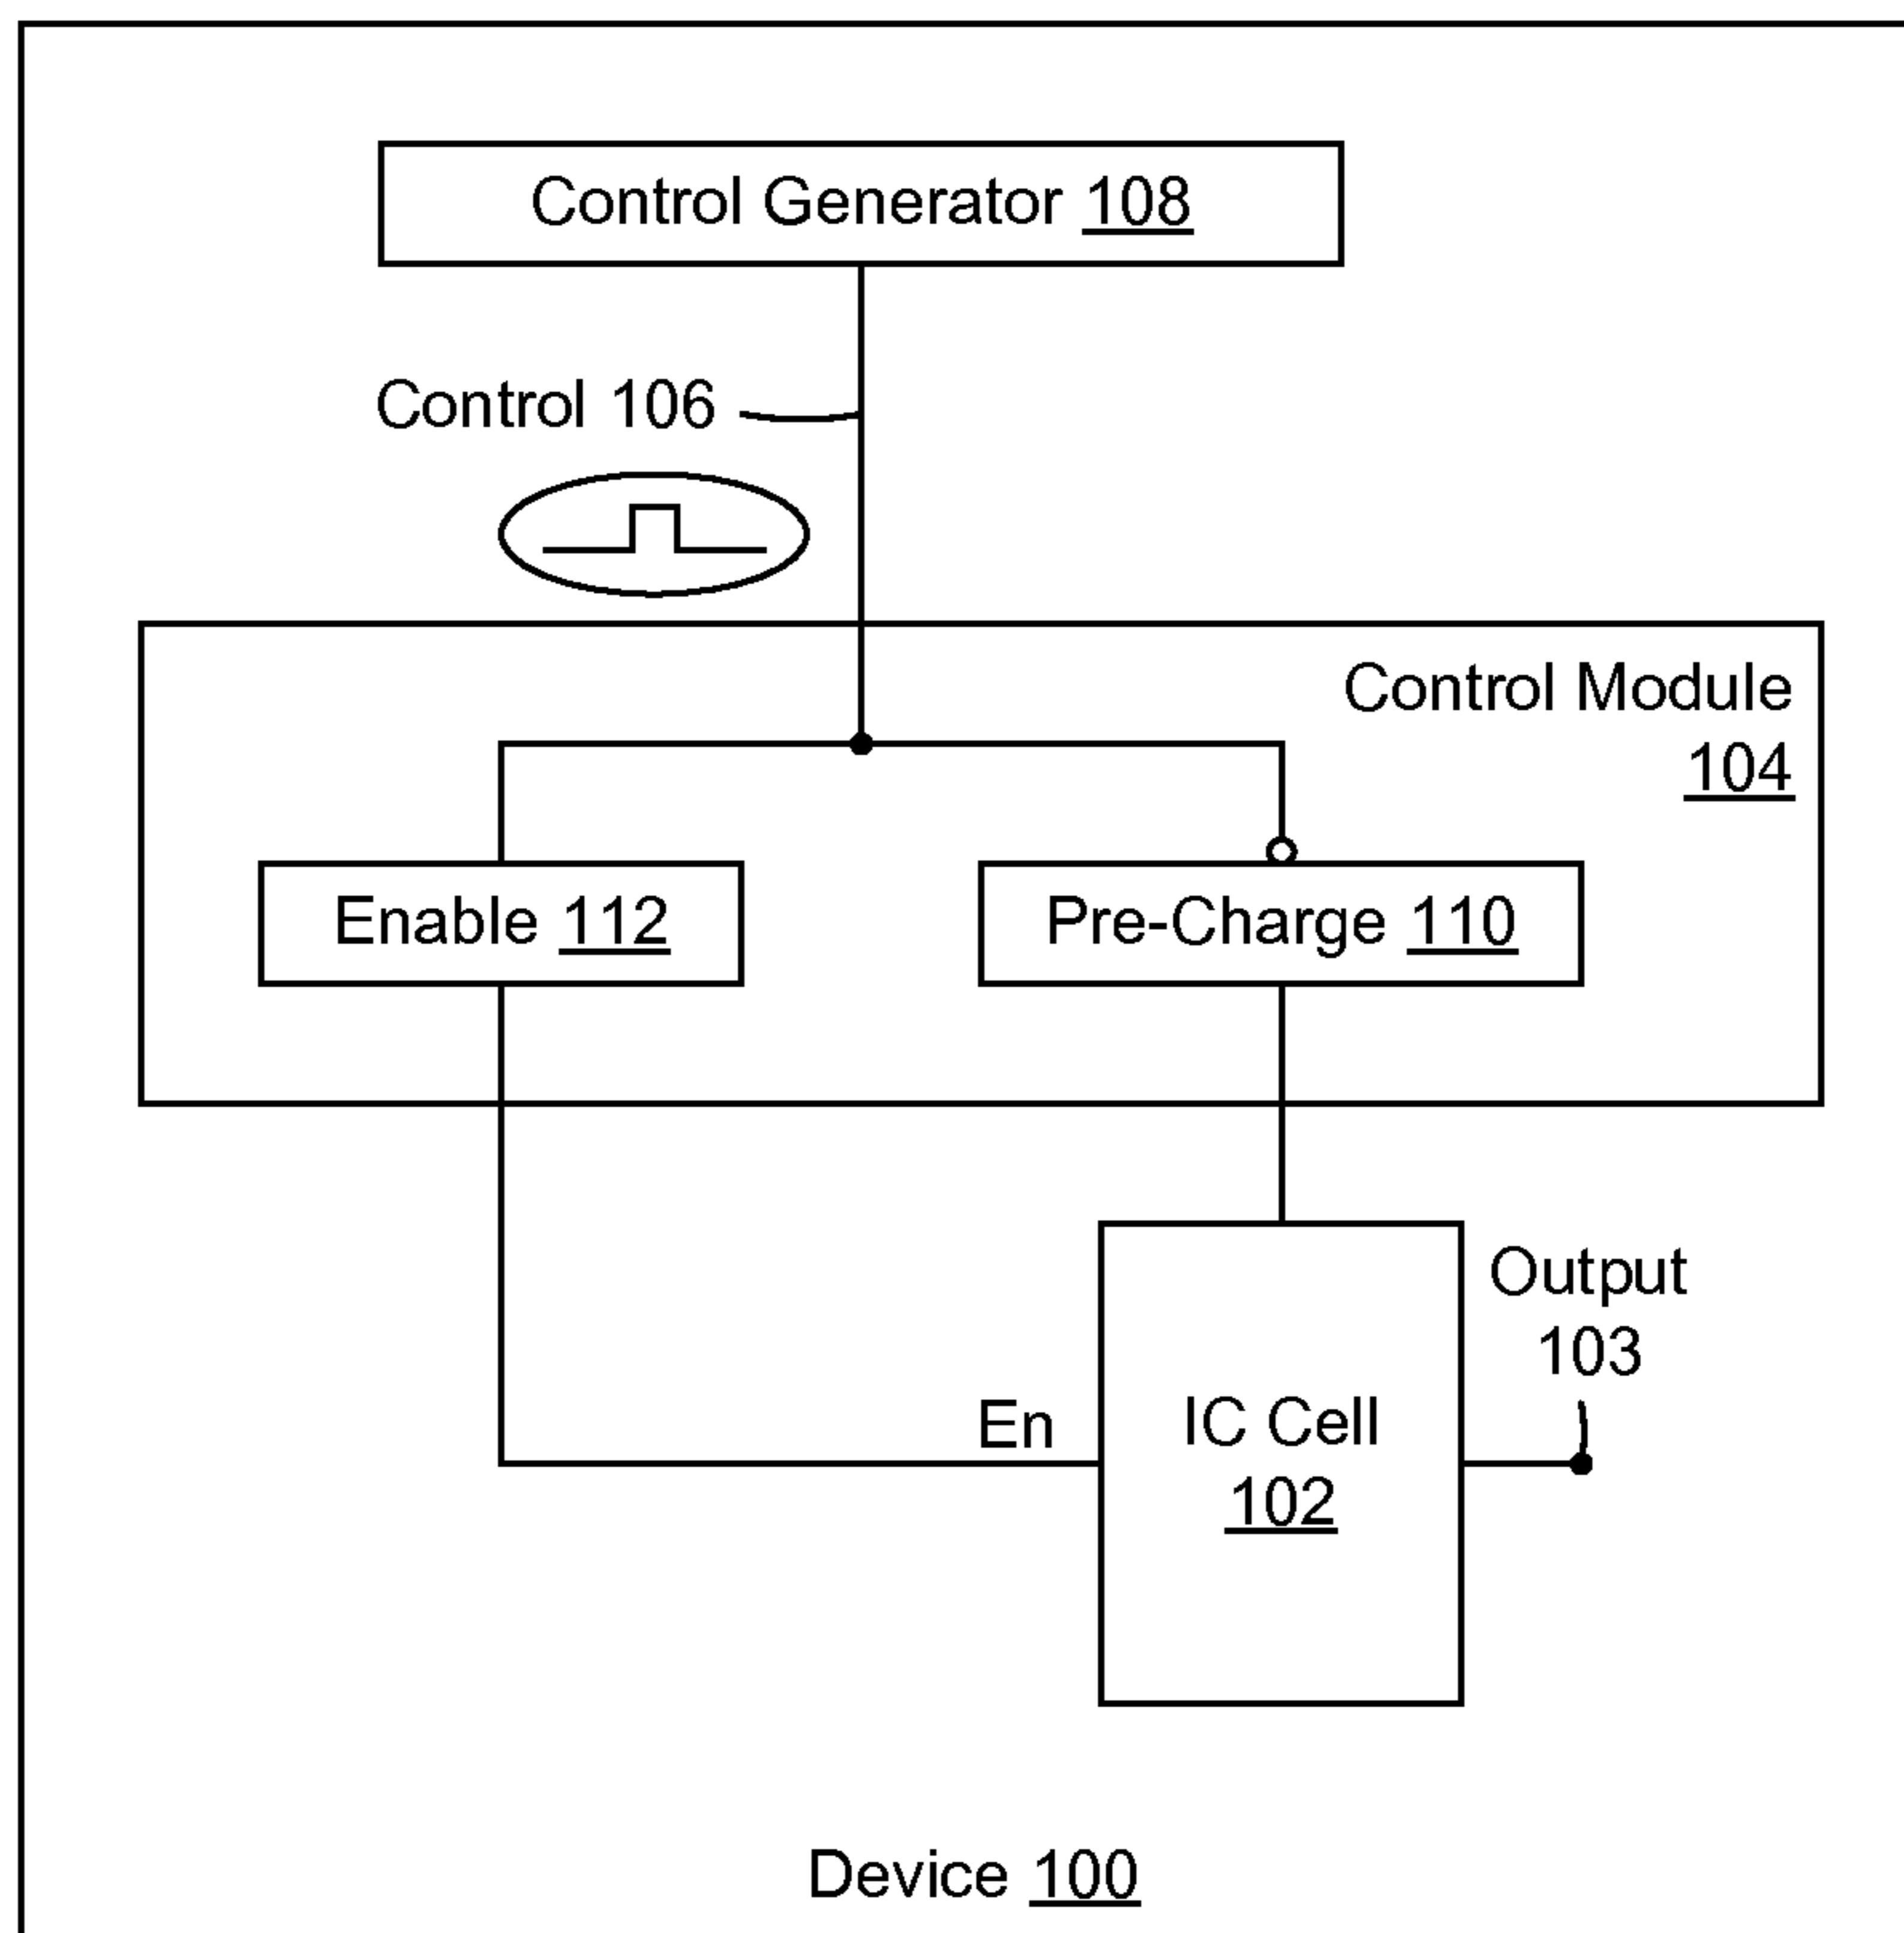 Control Generator 108
Control 106
Control Module
104
Enable 112
Pre-Charge 110
Output
103
En
IC Cell
102
Device 100